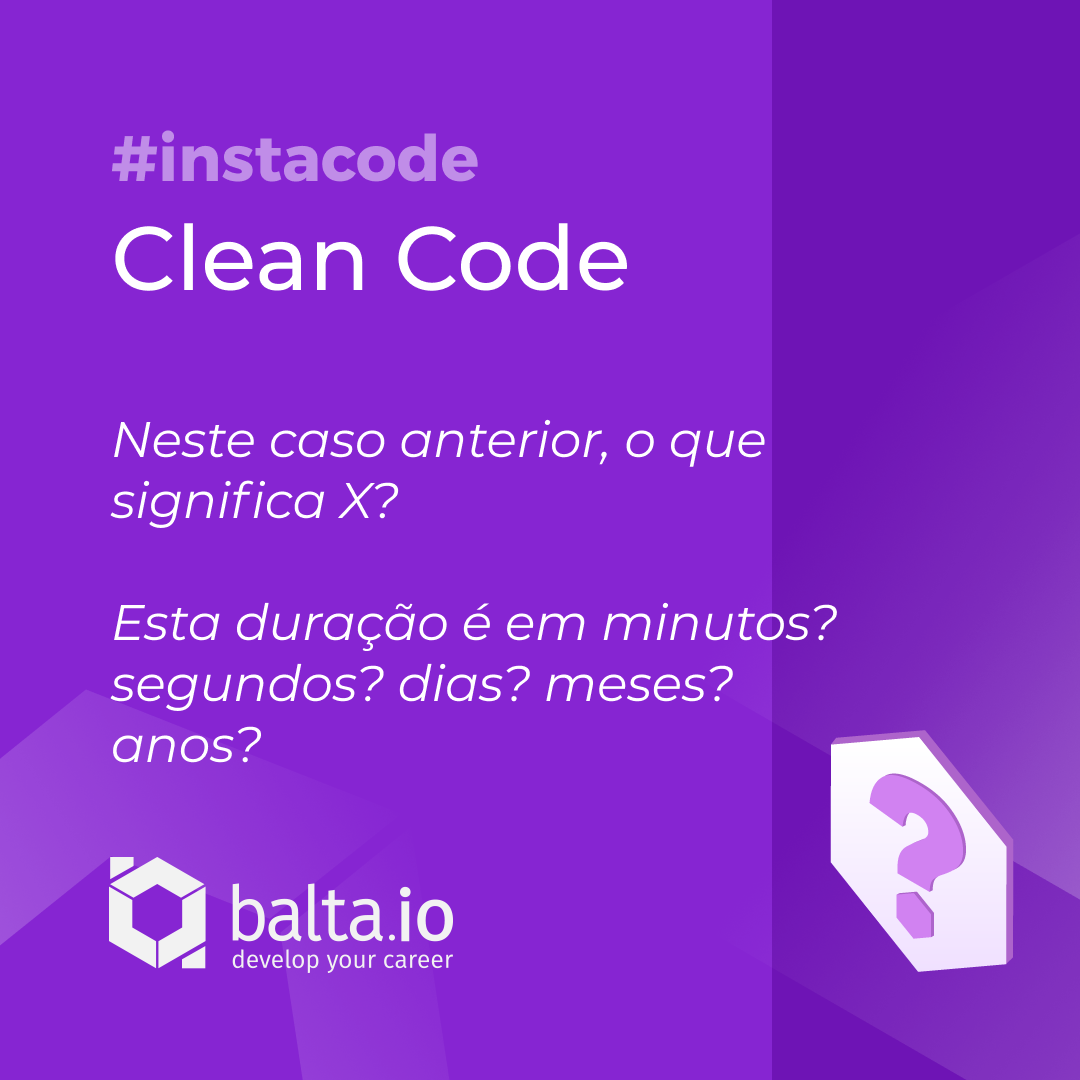 #instacode
Clean Code
Neste caso anterior, o que
significa X?
Esta duração é em minutos?
segundos? dias? meses?
anos?
balta.io
develop your career
?